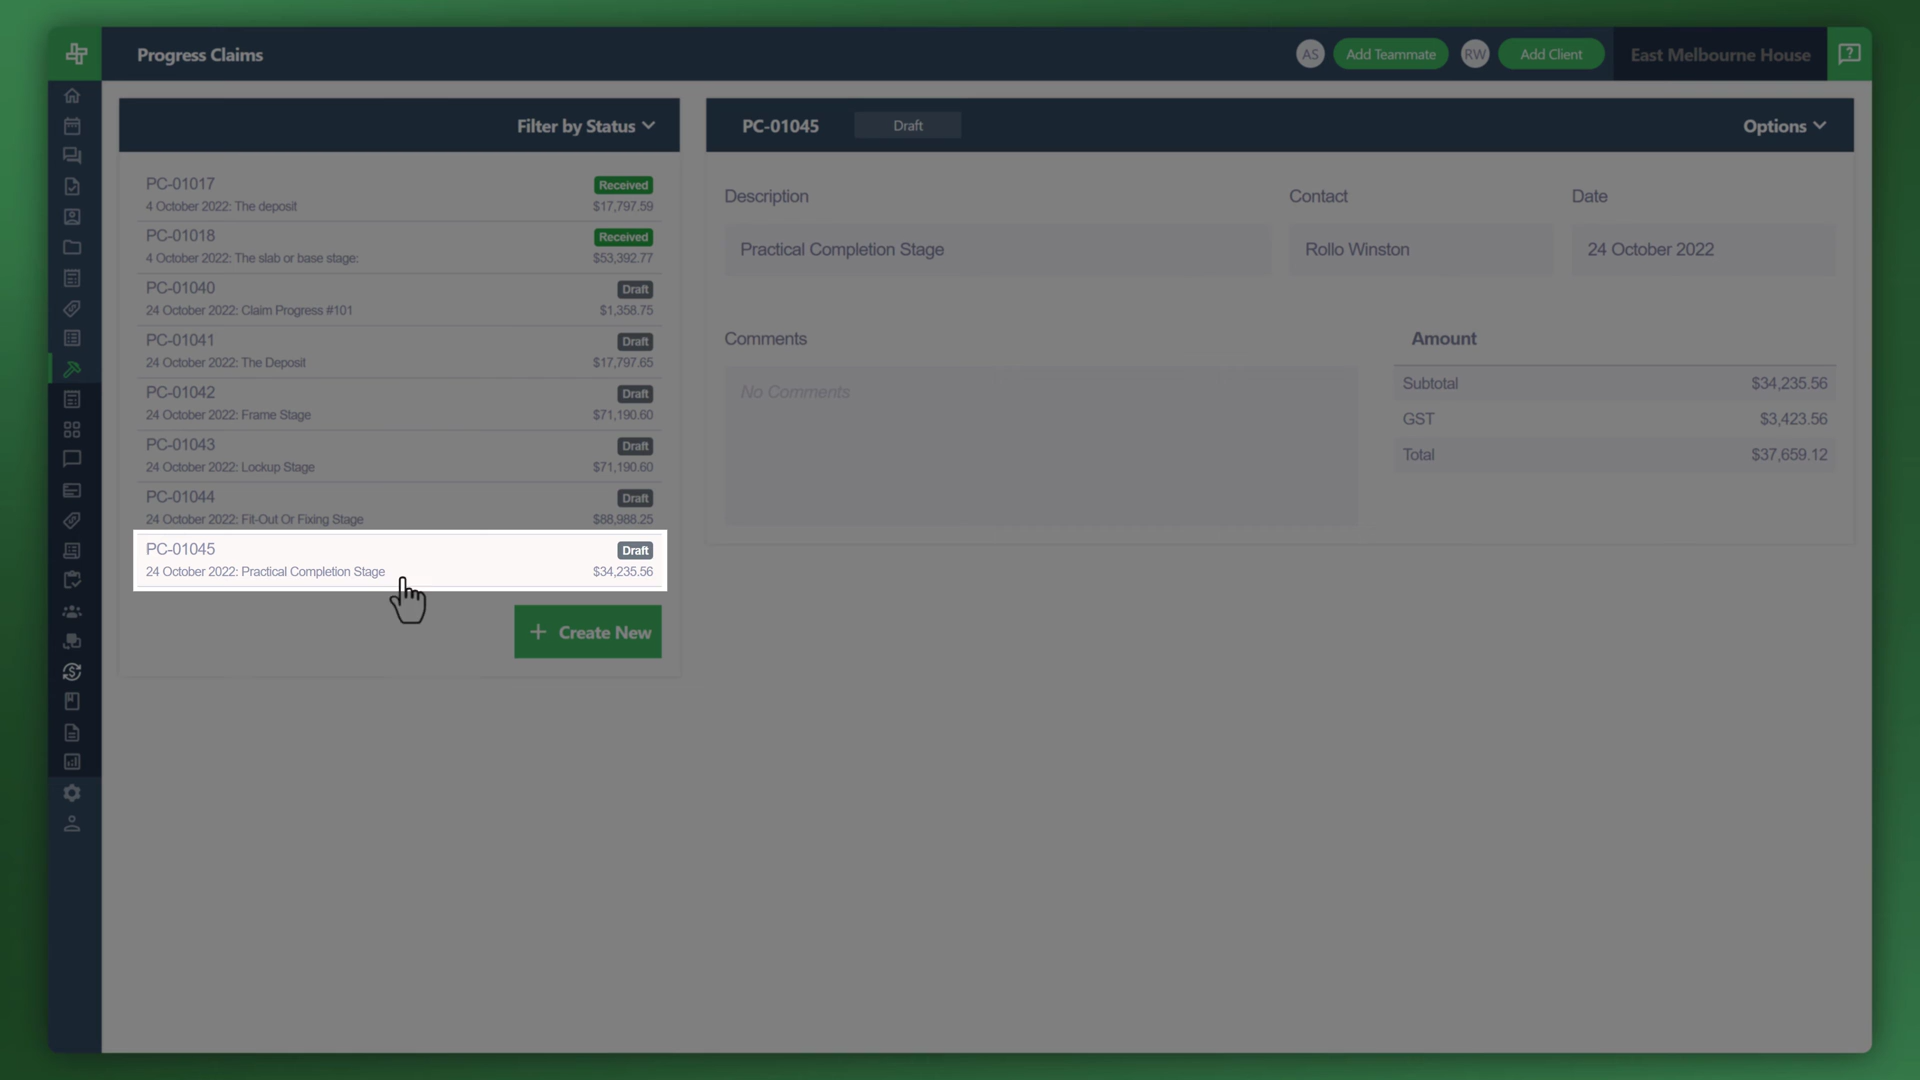 Progress Claims
AS
Add Teammate
RW
Add Client
East Melbourne House
Filter by Status
PC-01017
Received
4 October 2022: The deposit
$17,797.59
PC-01018
Received
4 October 2022: The slab or base stage:
$53,392.77
PC-01040
Draft
24 October 2022: Claim Progress #101
$1,358.75
PC-01041
Draft
24 October 2022: The Deposit
$17,797.65
PC-01042
Draft
24 October 2022: Frame Stage
$71,190.60
PC-01043
Draft
24 October 2022: Lockup Stage
$71,190.60
PC-01044
Draft
24 October 2022: Fit-Out Or Fixing Stage
$88,988.25
PC-01045
Draft
24 October 2022: Practical Completion Stage
$34,235.56
+ Create New
PC-01045
Draft
Options
Description
Contact
Date
Practical Completion Stage
Rollo Winston
24 October 2022
Comments
Amount
No Comments
Subtotal
$34,235.56
GST
$3,423.56
Total
$37,659.12